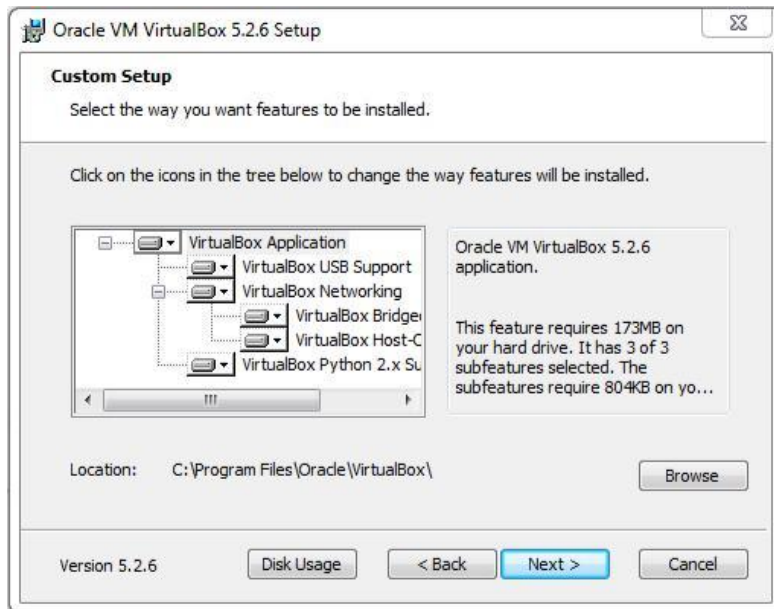 Oracle VM VirtualBox 5.2.6 Setup
Custom Setup
Select the way you want features to be installed.
Click on the icons in the tree below to change the way features will be installed.
VirtualBox Application
VirtualBox USB Support
VirtualBox Networking
VirtualBox Bridge
VirtualBox Host-C
VirtualBox Python 2.x Su
Oracle VM VirtualBox 5.2.6
application.
This feature requires 173MB on
your hard drive. It has 3 of 3
subfeatures selected. The
subfeatures require 804KB on yo...
Location: C:\Program Files\Oracle\VirtualBox\
Browse
Version 5.2.6 Disk Usage < Back Next > Cancel